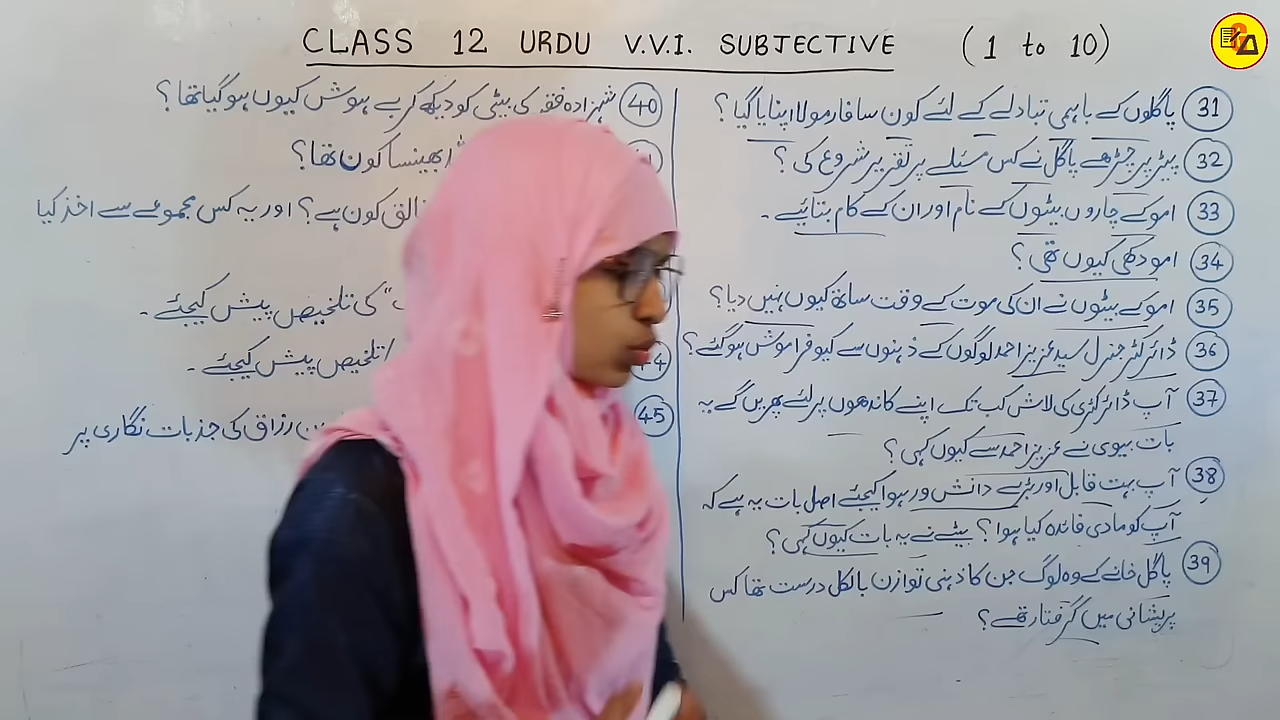 CLASS 12 URDU V.V.I. SUBJECTIVE (1 to 10)
31 پاگلوں کے باہمی تبادلے کے لئے کون سا فارمولا اپنایا گیا؟
32 پیڑ پر چڑھے پاگل نے کس مسئلے پر تقریر شروع کی؟
33 امو کے چاروں بیٹوں کے نام اور ان کے کام بتائیے۔
34 امو دکھی کیوں تھی؟
35 امو کے بیٹوں نے ان کی موت کے وقت ساتھ کیوں نہیں دیا؟
36 ڈائرکٹر جنرل سید عزیز احمد لوگوں کے ذہنوں سے کیو فراموش ہو گئے؟
37 آپ ڈائرکٹری کی لاش کب تک اپنے کاندھوں پر لئے پھریں گے یہ
بات بیوی نے عزیز احمد سے کیوں کہی؟
38 آپ بہت قابل اور بڑے دانش ور ہوا کیجئے اصل بات یہ ہے کہ
آپ کو مادی فائدہ کیا ہوا؟ بیٹے نے یہ بات کیوں کہی؟
39 پاگل خانے کے وہ لوگ جن کا ذہنی توازن بالکل درست تھا کس
پریشانی میں گرفتار تھے؟
40 شہزادہ فقہ کی بیٹی کو دیکھ کر بے ہوش کیوں ہو گیا تھا؟
بھینسا کون تھا؟
کون ہے؟ اور یہ کس مجموعے سے اخذ کیا
کی تلخیص پیش کیجئے۔
تلخیص پیش کیجئے۔
45 رزاق کی جذبات نگاری پر